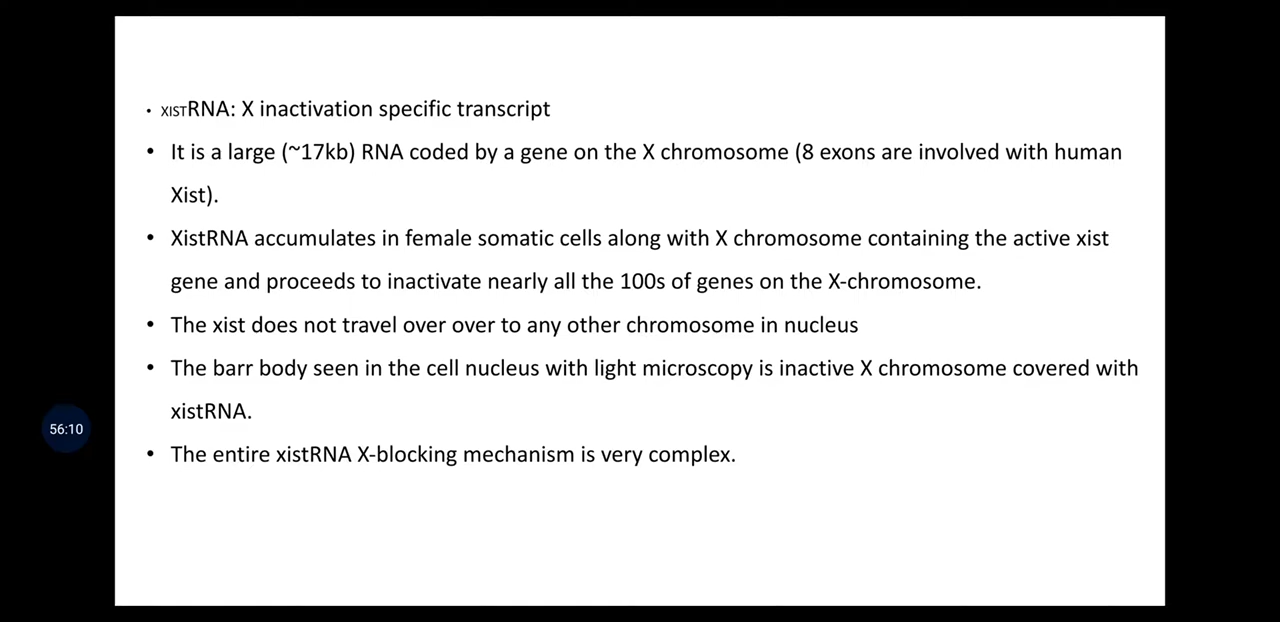 • XISTRNA: X inactivation specific transcript
• It is a large (~17kb) RNA coded by a gene on the X chromosome (8 exons are involved with human
Xist).
• XistRNA accumulates in female somatic cells along with X chromosome containing the active xist
gene and proceeds to inactivate nearly all the 100s of genes on the X-chromosome.
• The xist does not travel over over to any other chromosome in nucleus
• The barr body seen in the cell nucleus with light microscopy is inactive X chromosome covered with
xistRNA.
56:10
• The entire xistRNA X-blocking mechanism is very complex.